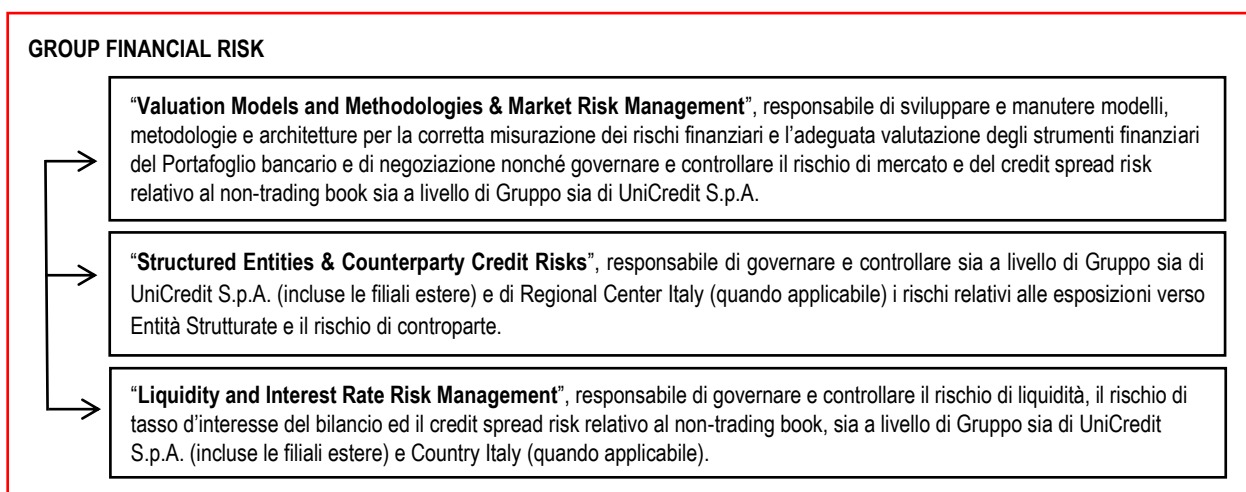 GROUP FINANCIAL RISK
“Valuation Models and Methodologies & Market Risk Management”, responsabile di sviluppare e manutere modelli,
metodologie e architetture per la corretta misurazione dei rischi finanziari e l’adeguata valutazione degli strumenti finanziari
del Portafoglio bancario e di negoziazione nonché governare e controllare il rischio di mercato e del credit spread risk
relativo al non-trading book sia a livello di Gruppo sia di UniCredit S.p.A.
“Structured Entities & Counterparty Credit Risks”, responsabile di governare e controllare sia a livello di Gruppo sia di
UniCredit S.p.A. (incluse le filiali estere) e di Regional Center Italy (quando applicabile) i rischi relativi alle esposizioni verso
Entità Strutturate e il rischio di controparte.
“Liquidity and Interest Rate Risk Management”, responsabile di governare e controllare il rischio di liquidità, il rischio di
tasso d’interesse del bilancio ed il credit spread risk relativo al non-trading book, sia a livello di Gruppo sia di UniCredit
S.p.A. (incluse le filiali estere) e Country Italy (quando applicabile).